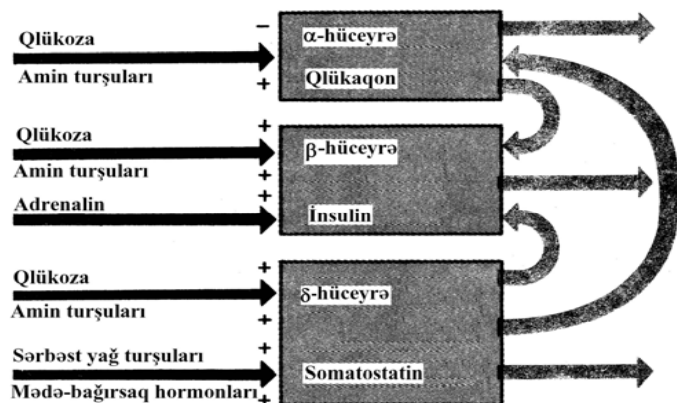 Qlükoza
Amin turşuları
−
+
α-hüceyrə
Qlükaqon
Qlükoza
Amin turşuları
Adrenalin
+
+
+
β-hüceyrə
İnsulin
Qlükoza
Amin turşuları
Sərbəst yağ turşuları
Mədə-bağırsaq hormonları
+
+
+
+
δ-hüceyrə
Somatostatin